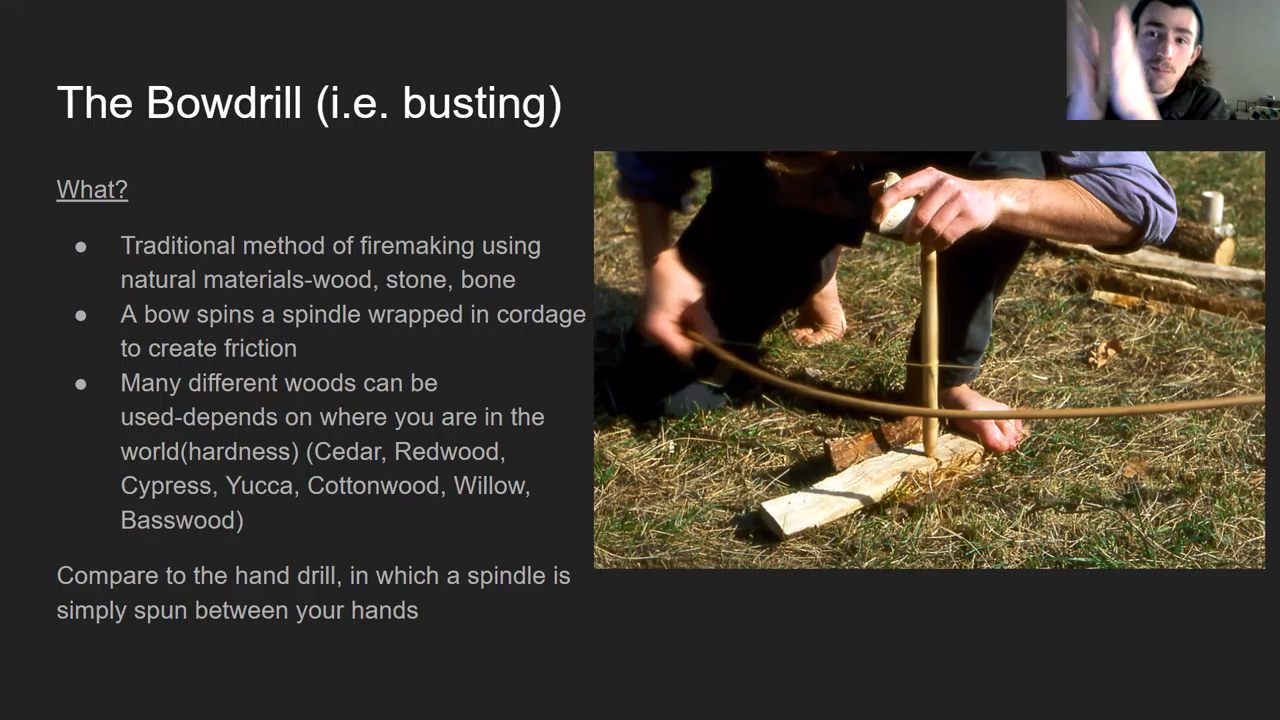 The Bowdrill (i.e. busting)
What?
● Traditional method of firemaking using
natural materials-wood, stone, bone
● A bow spins a spindle wrapped in cordage
to create friction
● Many different woods can be
used-depends on where you are in the
world(hardness) (Cedar, Redwood,
Cypress, Yucca, Cottonwood, Willow,
Basswood)
Compare to the hand drill, in which a spindle is
simply spun between your hands